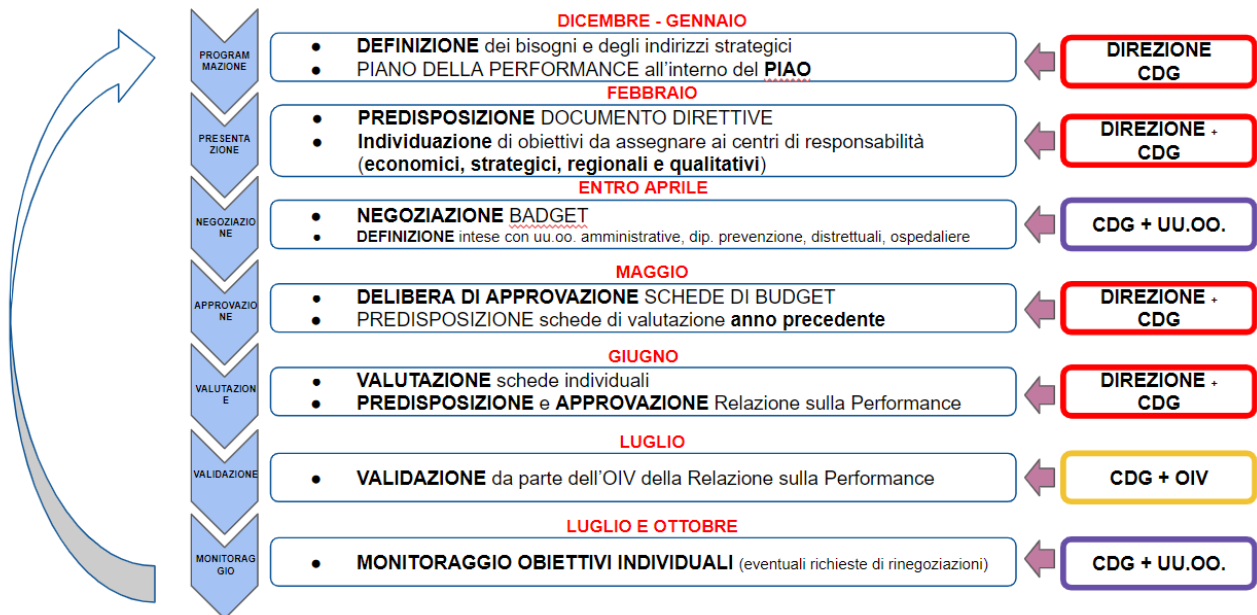 DICEMBRE - GENNAIO
PROGRAM
MAZIONE
● DEFINIZIONE dei bisogni e degli indirizzi strategici
● PIANO DELLA PERFORMANCE all’interno del PIAO
DIREZIONE
CDG
FEBBRAIO
PRESENTA
ZIONE
● PREDISPOSIZIONE DOCUMENTO DIRETTIVE
● Individuazione di obiettivi da assegnare ai centri di responsabilità
(economici, strategici, regionali e qualitativi)
DIREZIONE +
CDG
ENTRO APRILE
NEGOZIAZIO
NE
● NEGOZIAZIONE BADGET
● DEFINIZIONE intese con uu.oo. amministrative, dip. prevenzione, distrettuali, ospedaliere
CDG + UU.OO.
MAGGIO
APPROVAZIO
NE
● DELIBERA DI APPROVAZIONE SCHEDE DI BUDGET
● PREDISPOSIZIONE schede di valutazione anno precedente
DIREZIONE +
CDG
GIUGNO
VALUTAZION
E
● VALUTAZIONE schede individuali
● PREDISPOSIZIONE e APPROVAZIONE Relazione sulla Performance
DIREZIONE +
CDG
LUGLIO
VALIDAZIONE
● VALIDAZIONE da parte dell’OIV della Relazione sulla Performance
CDG + OIV
LUGLIO E OTTOBRE
MONITORAG
GIO
● MONITORAGGIO OBIETTIVI INDIVIDUALI (eventuali richieste di rinegoziazioni)
CDG + UU.OO.